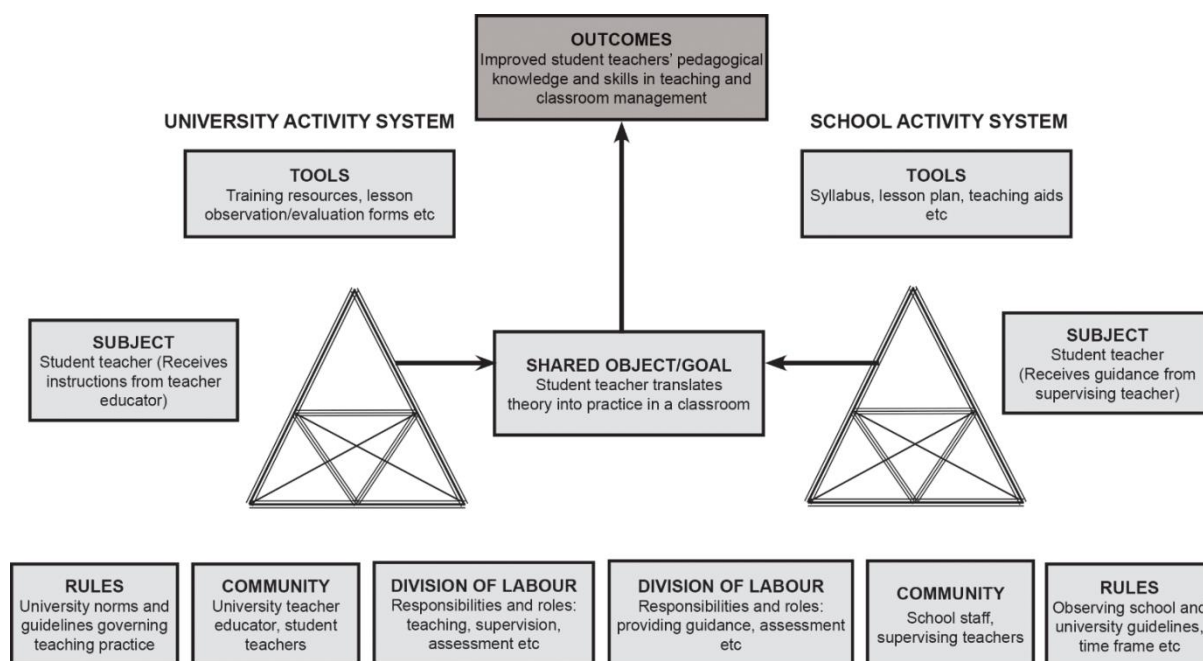 OUTCOMES
Improved student teachers' pedagogical
knowledge and skills in teaching and
classroom management
UNIVERSITY ACTIVITY SYSTEM
SCHOOL ACTIVITY SYSTEM
TOOLS
Training resources, lesson
observation/evaluation forms etc
TOOLS
Syllabus, lesson plan, teaching aids
etc
SUBJECT
Student teacher (Receives
instructions from teacher
educator)
SHARED OBJECT/GOAL
Student teacher translates
theory into practice in a classroom
SUBJECT
Student teacher
(Receives guidance from
supervising teacher)
RULES
University norms and
guidelines governing
teaching practice
COMMUNITY
University teacher
educator, student
teachers
DIVISION OF LABOUR
Responsibilities and roles:
teaching, supervision,
assessment etc
DIVISION OF LABOUR
Responsibilities and roles:
providing guidance, assessment
etc
COMMUNITY
School staff,
supervising teachers
RULES
Observing school and
university guidelines,
time frame etc